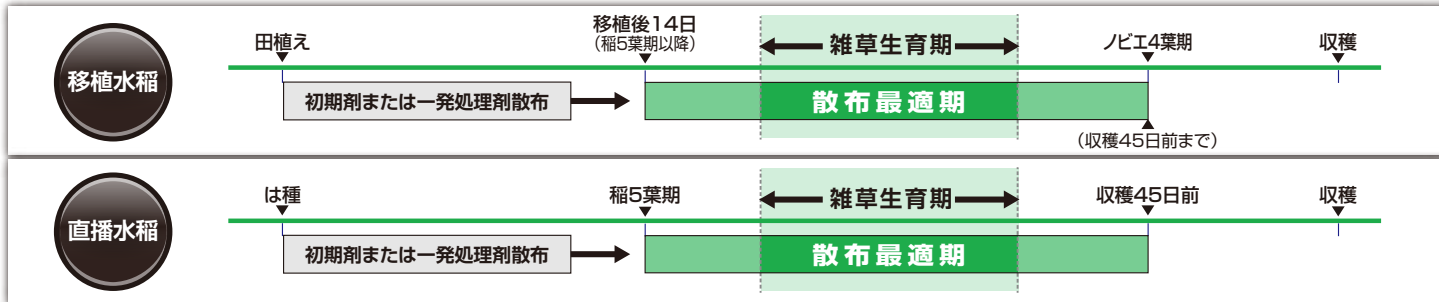 移植水稲
田植え
移植後14日
（稲5葉期以降）
雑草生育期
ノビエ4葉期
収穫
初期剤または一発処理剤散布
散布最適期
（収穫45日前まで）
直播水稲
は種
稲5葉期
雑草生育期
収穫45日前
収穫
初期剤または一発処理剤散布
散布最適期